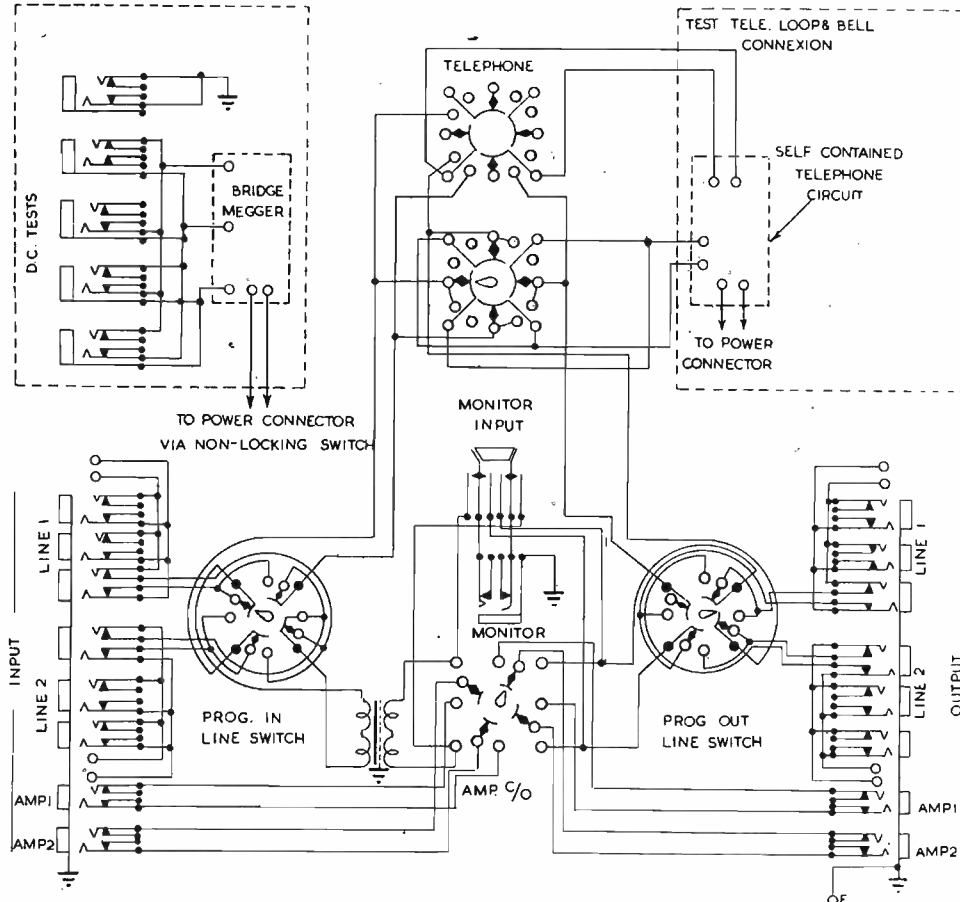 TEST TELE. LOOP& BELL
CONNEXION
TELEPHONE
SELF CONTAINED
TELEPHONE
CIRCUIT
BRIDGE
MEGGER
D.C. TESTS
TO POWER
CONNECTOR
TO POWER CONNECTOR
VIA NON-LOCKING SWITCH
MONITOR
INPUT
LINE 1
LINE 1
MONITOR
INPUT
LINE 2
LINE 2
OUTPUT
PROG. IN
LINE SWITCH
PROG OUT
LINE SWITCH
AMP. C/O
AMP1
AMP1
AMP2
AMP2
E